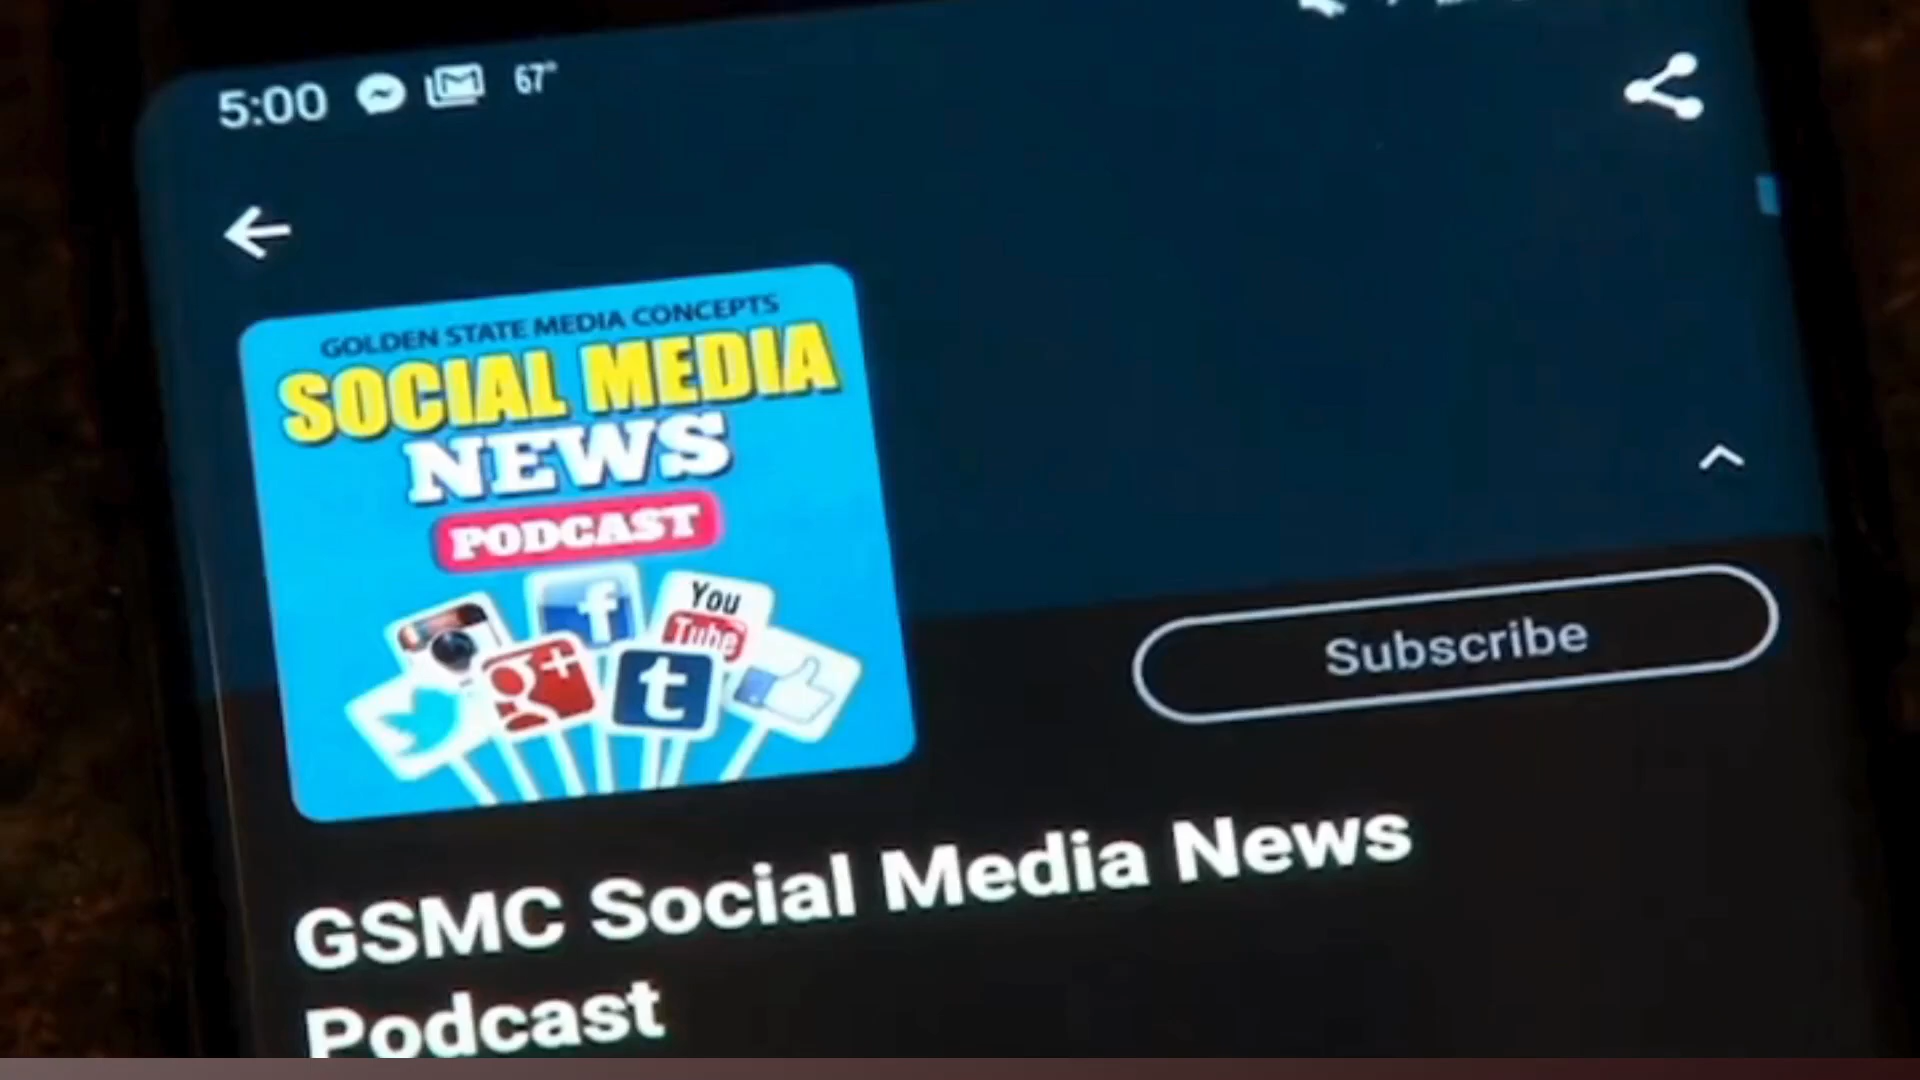 5:00 67°
GOLDEN STATE MEDIA CONCEPTS
SOCIAL MEDIA
NEWS
PODCAST
f
You
Tube
g+
t
Subscribe
GSMC Social Media News
Podcast